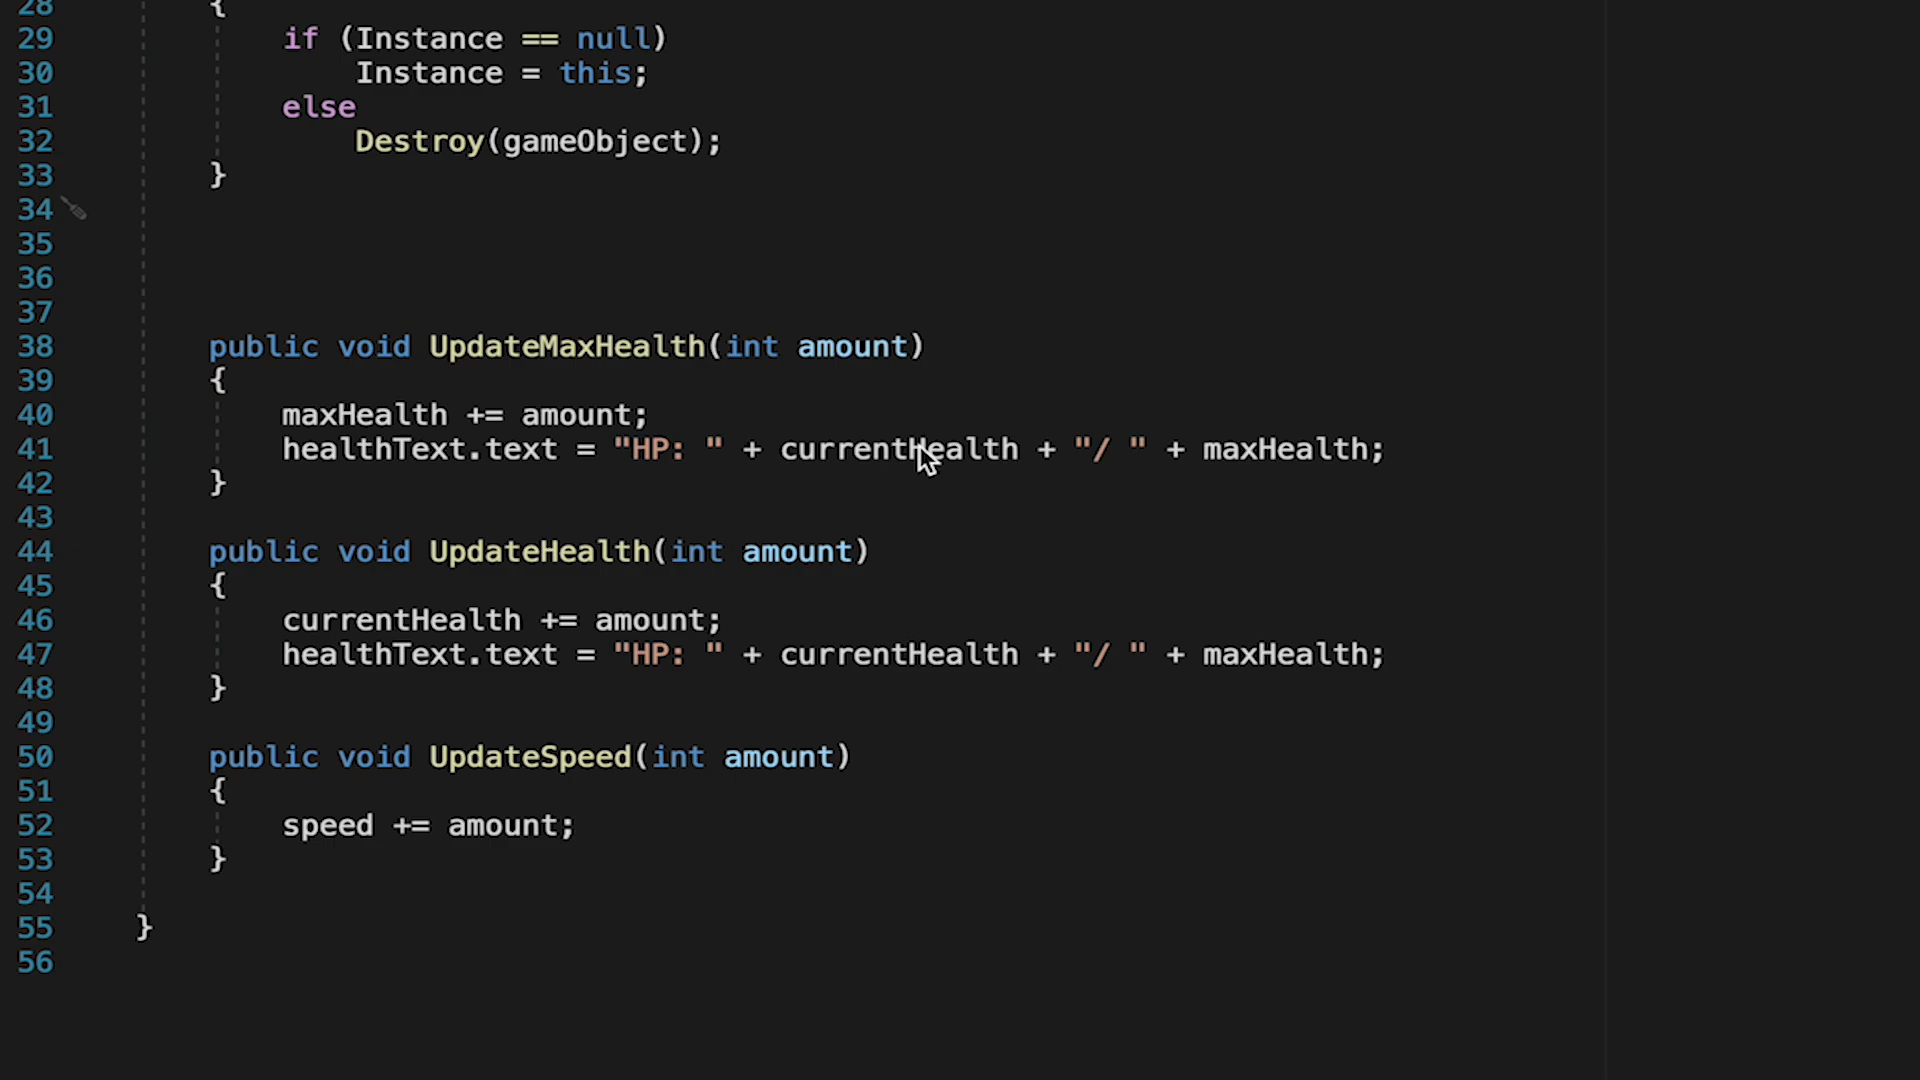 28 {
29 if (Instance == null)
30 Instance = this;
31 else
32 Destroy(gameObject);
33 }
34
35
36
37
38 public void UpdateMaxHealth(int amount)
39 {
40 maxHealth += amount;
41 healthText.text = "HP: " + currentHealth + "/ " + maxHealth;
42 }
43
44 public void UpdateHealth(int amount)
45 {
46 currentHealth += amount;
47 healthText.text = "HP: " + currentHealth + "/ " + maxHealth;
48 }
49
50 public void UpdateSpeed(int amount)
51 {
52 speed += amount;
53 }
54
55 }
56